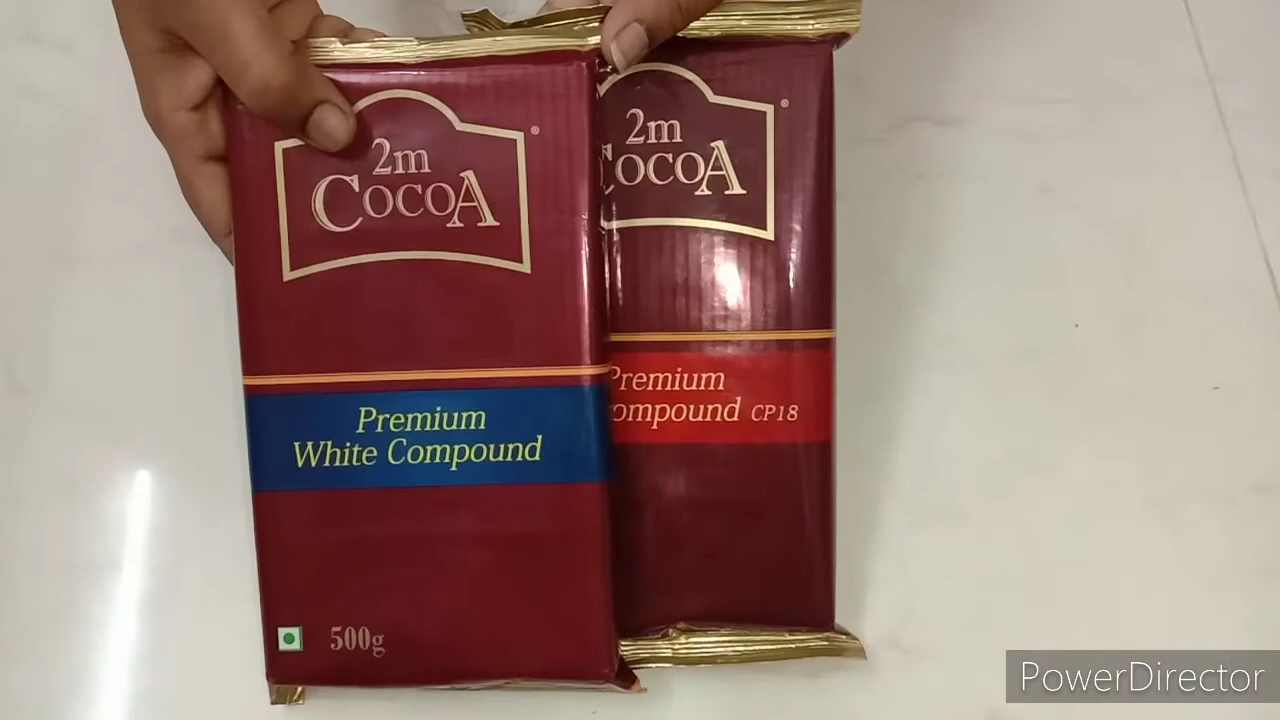 2m
COCOA
®
Premium
White Compound
500g
2m
COCOA
®
Premium
ompound CP18
PowerDirector